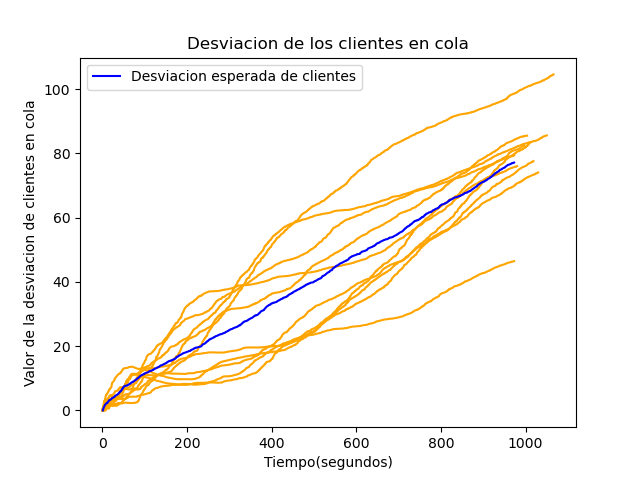 Desviacion de los clientes en cola
Desviacion esperada de clientes
Valor de la desviacion de clientes en cola
100
80
60
40
20
0
0 200 400 600 800 1000
Tiempo(segundos)